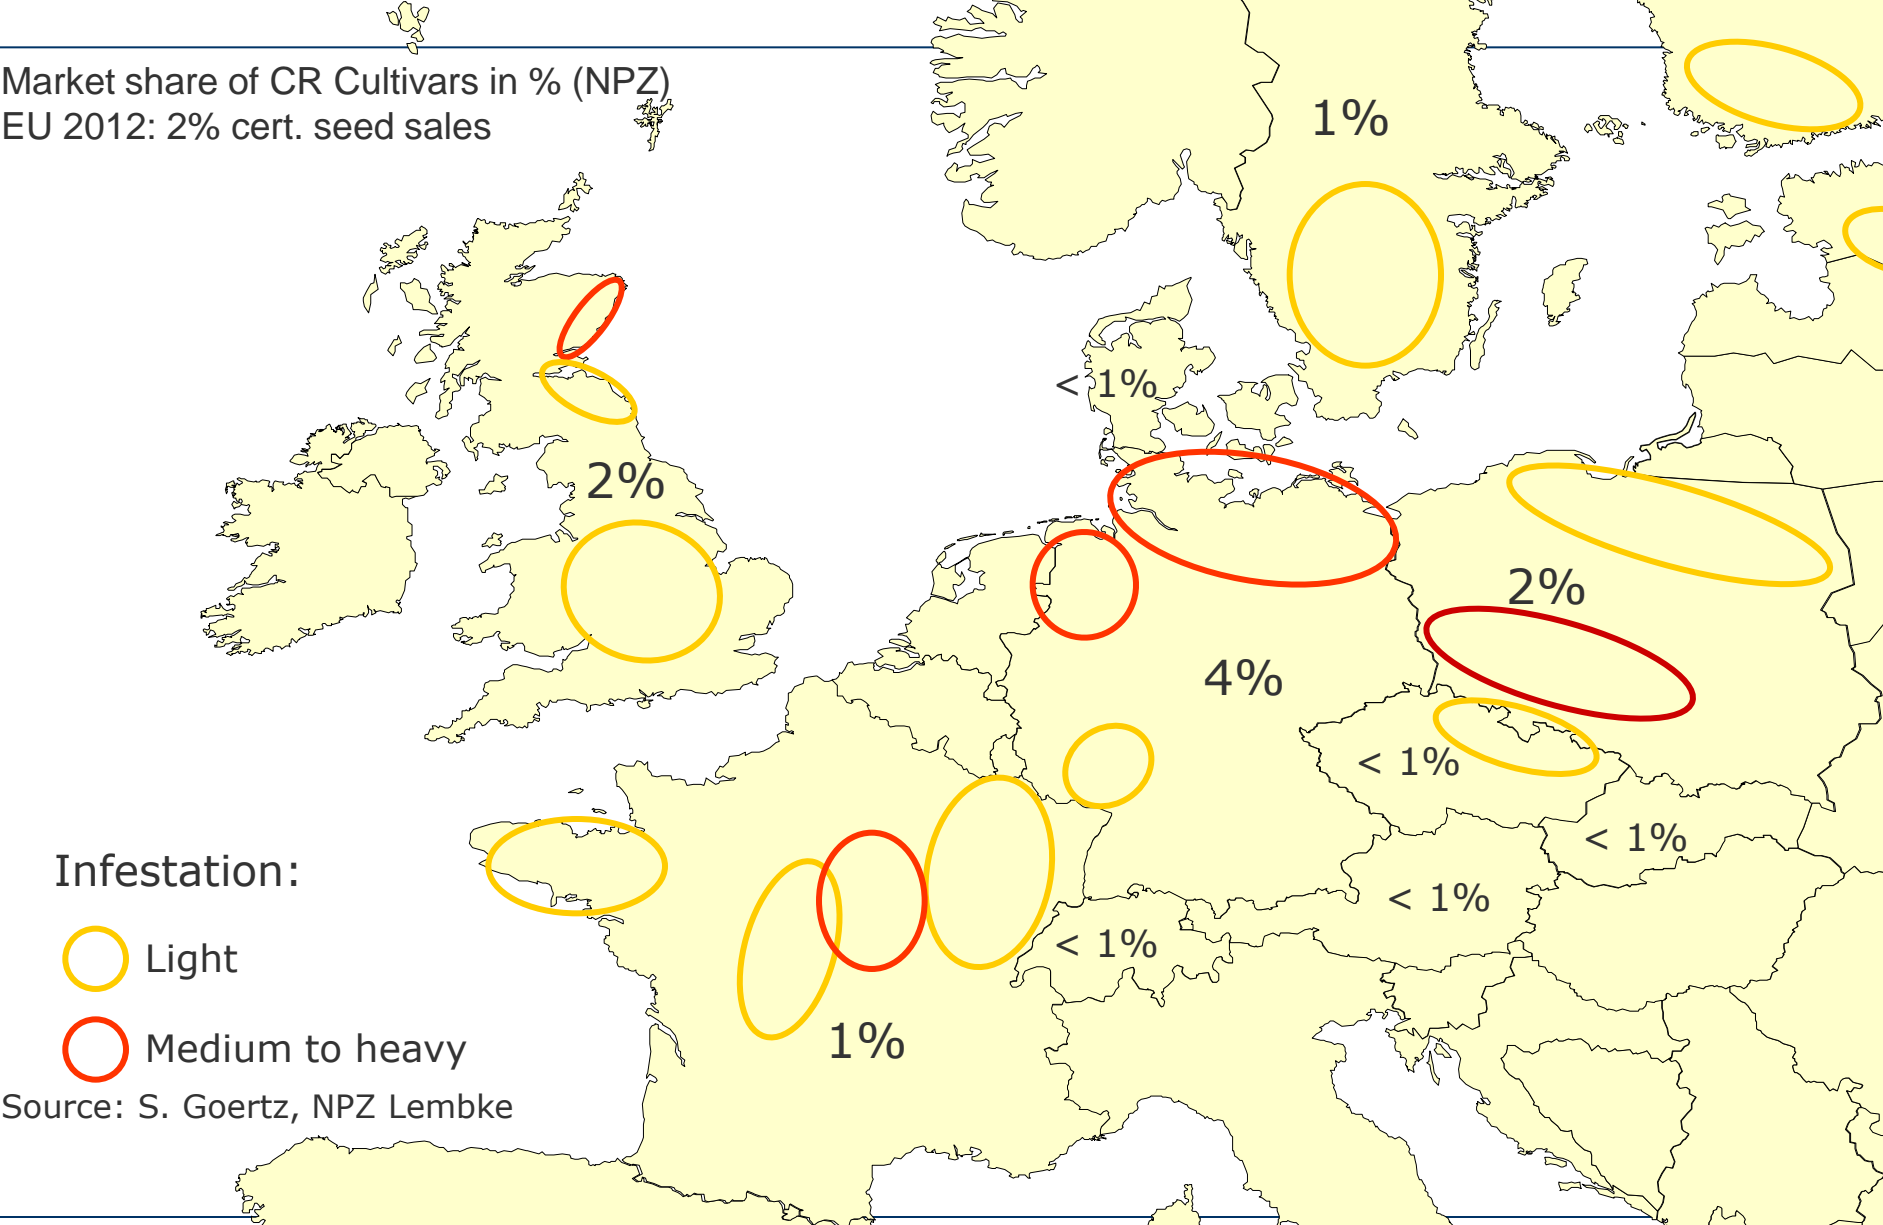 Market share of CR Cultivars in % (NPZ)
EU 2012: 2% cert. seed sales
1%
< 1%
2%
2%
4%
< 1%
< 1%
< 1%
< 1%
1%
Infestation:
Light
Medium to heavy
Source: S. Goertz, NPZ Lembke